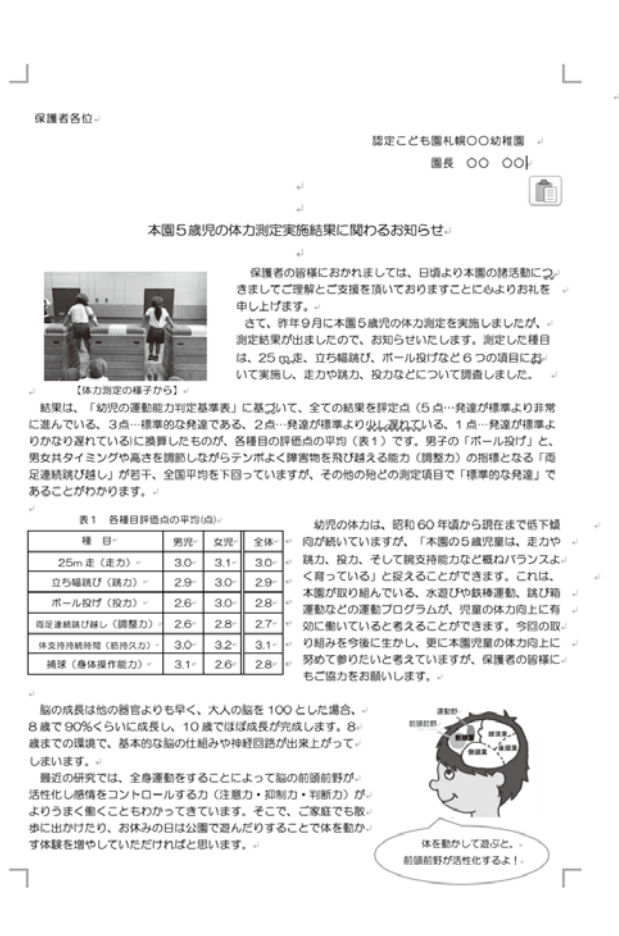 保護者各位
認定こども園札幌〇〇幼稚園
園長　〇〇　〇〇
本園5歳児の体力測定実施結果に関わるお知らせ
保護者の皆様におかれましては、日頃より本園の諸活動につ
きましてご理解とご支援を頂いておりますことに心よりお礼を
申し上げます。
さて、昨年9月に本園5歳児の体力測定を実施しましたが、
測定結果が出ましたので、お知らせいたします。測定した種目
は、25m走、立ち幅跳び、ボール投げなど6つの項目にお
いて実施し、走力や跳力、投力などについて調査しました。
【体力測定の様子から】
結果は、「幼児の運動能力判定基準表」に基づいて、全ての結果を評定点（5点…発達が標準より非常
に進んでいる、3点…標準的な発達である、2点…発達が標準より少し遅れている、1点…発達が標準よ
りかなり遅れている)に換算したものが、各種目の評価点の平均（表1）です。男子の「ボール投げ」と、
男女共タイミングや高さを調節しながらテンポよく障害物を飛び越える能力（調整力）の指標となる「両
足連続跳び越し」が若干、全国平均を下回っていますが、その他の殆どの測定項目で「標準的な発達」で
あることがわかります。
表1　各種目評価点の平均(点)
種　目　男児　女児　全体
25m走（走力）　3.0　3.1　3.0
立ち幅跳び（跳力）　2.9　3.0　2.9
ボール投げ（投力）　2.6　3.0　2.8
両足連続跳び越し（調整力）　2.6　2.8　2.7
体支持持続時間（筋持久力）　3.0　3.2　3.1
捕球（身体操作能力）　3.1　2.6　2.8
幼児の体力は、昭和60年頃から現在まで低下傾
向が続いていますが、「本園の5歳児童は、走力や
跳力、投力、そして腕支持能力など概ねバランスよ
く育っている」と捉えることができます。これは、
本園が取り組んでいる、水遊びや鉄棒運動、跳び箱
運動などの運動プログラムが、児童の体力向上に有
効に働いていると考えることができます。今回の取
り組みを今後に生かし、更に本園児童の体力向上に
努めて参りたいと考えていますが、保護者の皆様に
もご協力をお願いします。
脳の成長は他の器官よりも早く、大人の脳を100とした場合、
8歳で90%くらいに成長し、10歳でほぼ成長が完成します。8
歳までの環境で、基本的な脳の仕組みや神経回路が出来上がって
しまいます。
最近の研究では、全身運動をすることによって脳の前頭前野が
活性化し感情をコントロールする力（注意力・抑制力・判断力）が
よりうまく働くこともわかってきています。そこで、ご家庭でも散
歩に出かけたり、お休みの日は公園で遊んだりすることで体を動か
す体験を増やしていただければと思います。
運動野
前頭前野
前頭葉
頭頂葉
側頭葉
後頭葉
体を動かして遊ぶと、
前頭前野が活性化するよ！